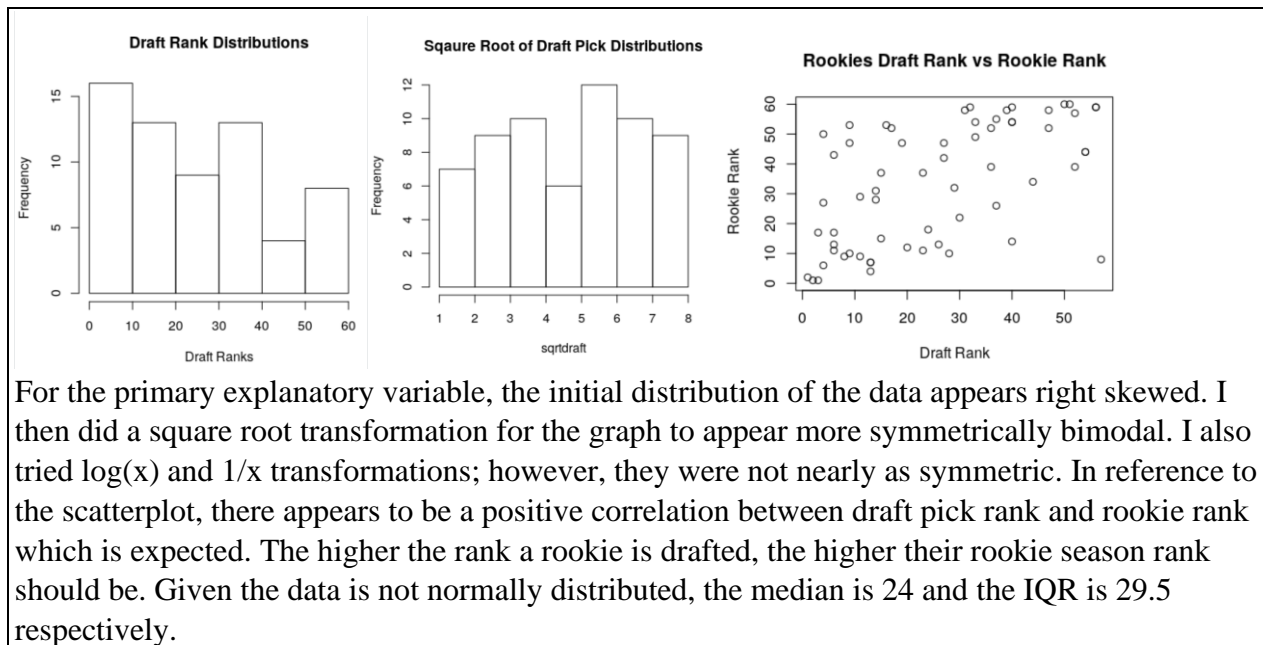 Draft Rank Distributions
Frequency
0
5
10
15
0 10 20 30 40 50 60
Draft Ranks
Sqaure Root of Draft Pick Distributions
Frequency
0
2
4
6
8
10
12
1 2 3 4 5 6 7 8
sqrtdraft
Rookies Draft Rank vs Rookie Rank
Rookie Rank
0
10
20
30
40
50
60
0 10 20 30 40 50
Draft Rank
For the primary explanatory variable, the initial distribution of the data appears right skewed. I
then did a square root transformation for the graph to appear more symmetrically bimodal. I also
tried log(x) and 1/x transformations; however, they were not nearly as symmetric. In reference to
the scatterplot, there appears to be a positive correlation between draft pick rank and rookie rank
which is expected. The higher the rank a rookie is drafted, the higher their rookie season rank
should be. Given the data is not normally distributed, the median is 24 and the IQR is 29.5
respectively.